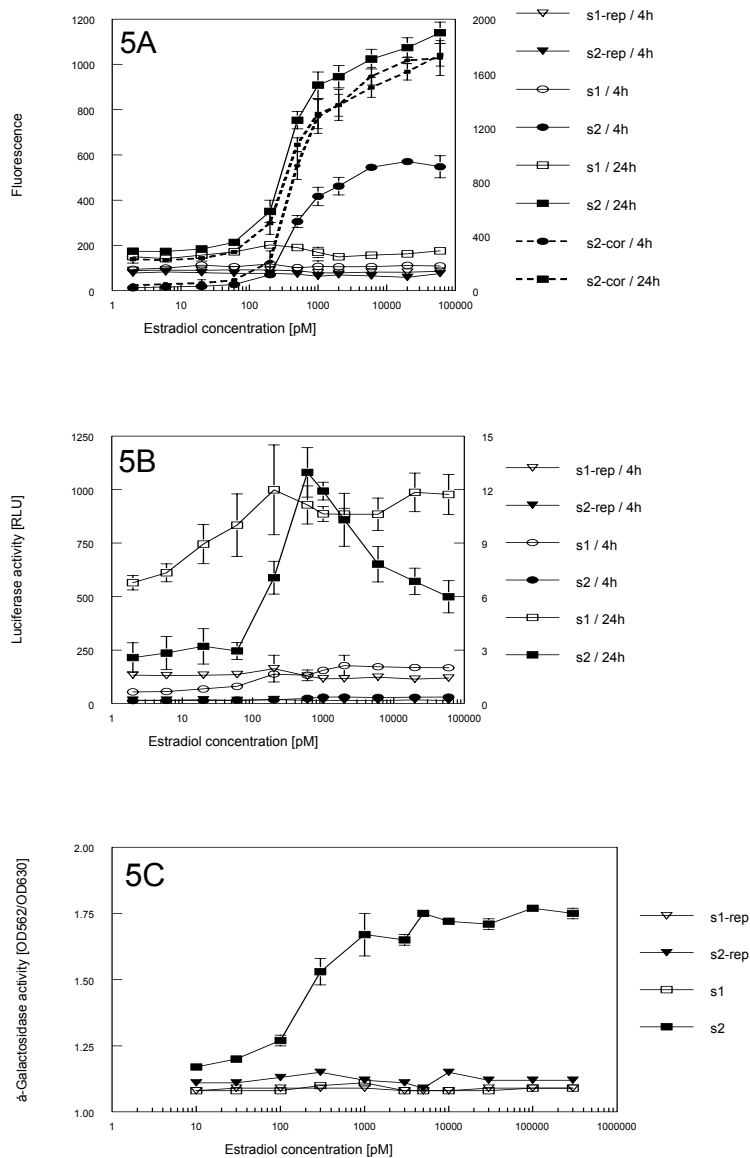 5A
1200
1000
800
600
400
200
0
Fluorescence
2000
1600
1200
800
400
0
1 10 100 1000 10000 100000
Estradiol concentration [pM]
s1-rep / 4h
s2-rep / 4h
s1 / 4h
s2 / 4h
s1 / 24h
s2 / 24h
s2-cor / 4h
s2-cor / 24h
5B
1250
1000
750
500
250
0
Luciferase activity [RLU]
15
12
9
6
3
0
1 10 100 1000 10000 100000
Estradiol concentration [pM]
s1-rep / 4h
s2-rep / 4h
s1 / 4h
s2 / 4h
s1 / 24h
s2 / 24h
5C
2.00
1.75
1.50
1.25
1.00
á-Galactosidase activity [OD562/OD630]
1 10 100 1000 10000 100000 1000000
Estradiol concentration [pM]
s1-rep
s2-rep
s1
s2